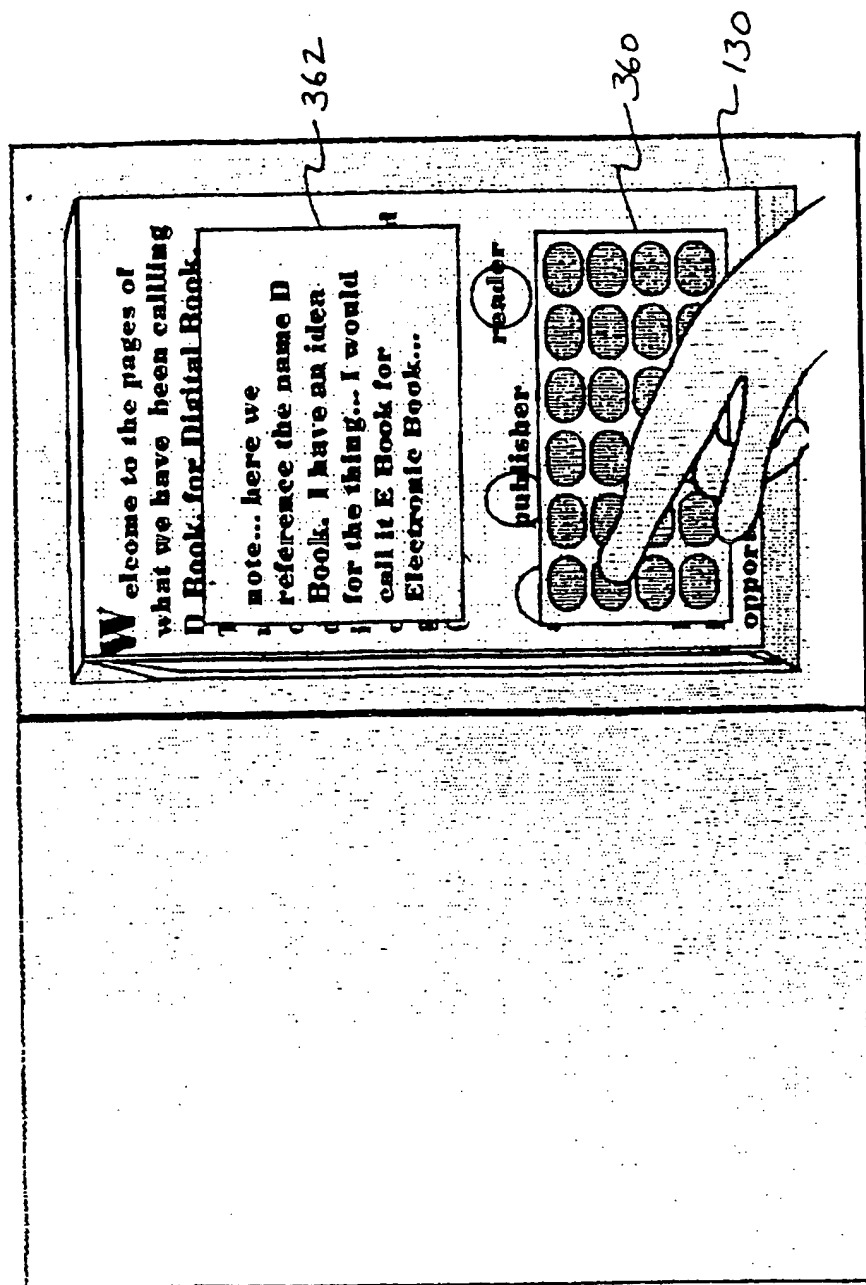 Welcome to the pages of
what we have been callling
D Book. for Digital Book.
note... here we
reference the name D
Book. I have an idea
for the thing... I would
call it E Book for
Electronic Book...
publisher reader
opport
362
360
130